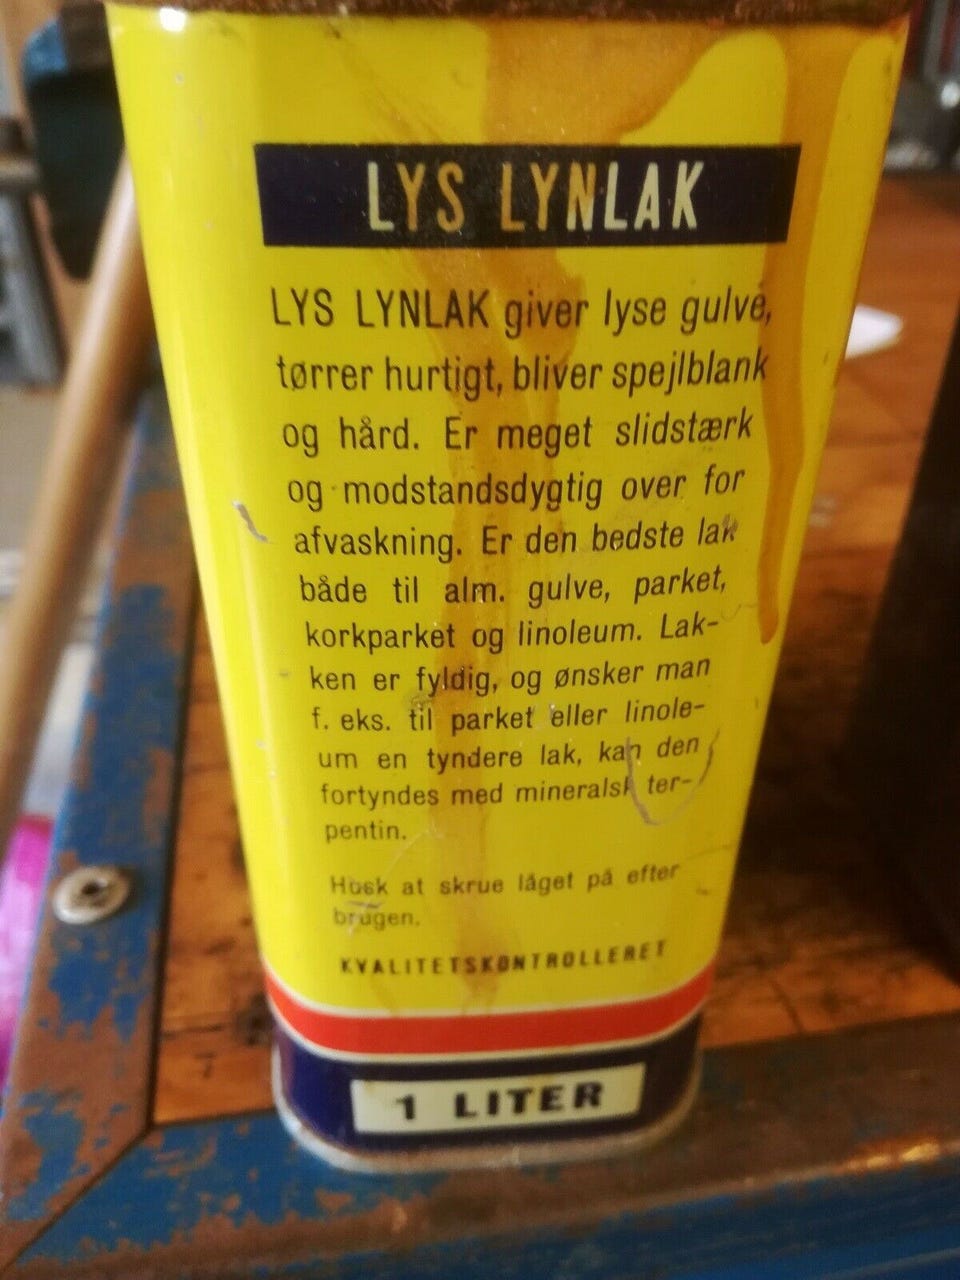 LYS LYNLAK
LYS LYNLAK giver lyse gulve,
tørrer hurtigt, bliver spejlblank
og hård. Er meget slidstærk
og modstandsdygtig over for
afvaskning. Er den bedste lak
både til alm. gulve, parket,
korkparket og linoleum. Lak-
ken er fyldig, og ønsker man
f. eks. til parket eller linole-
um en tyndere lak, kan den
fortyndes med mineralsk ter-
pentin.
Husk at skrue låget på efter
brugen.
KVALITETSKONTROLLERET
1 LITER